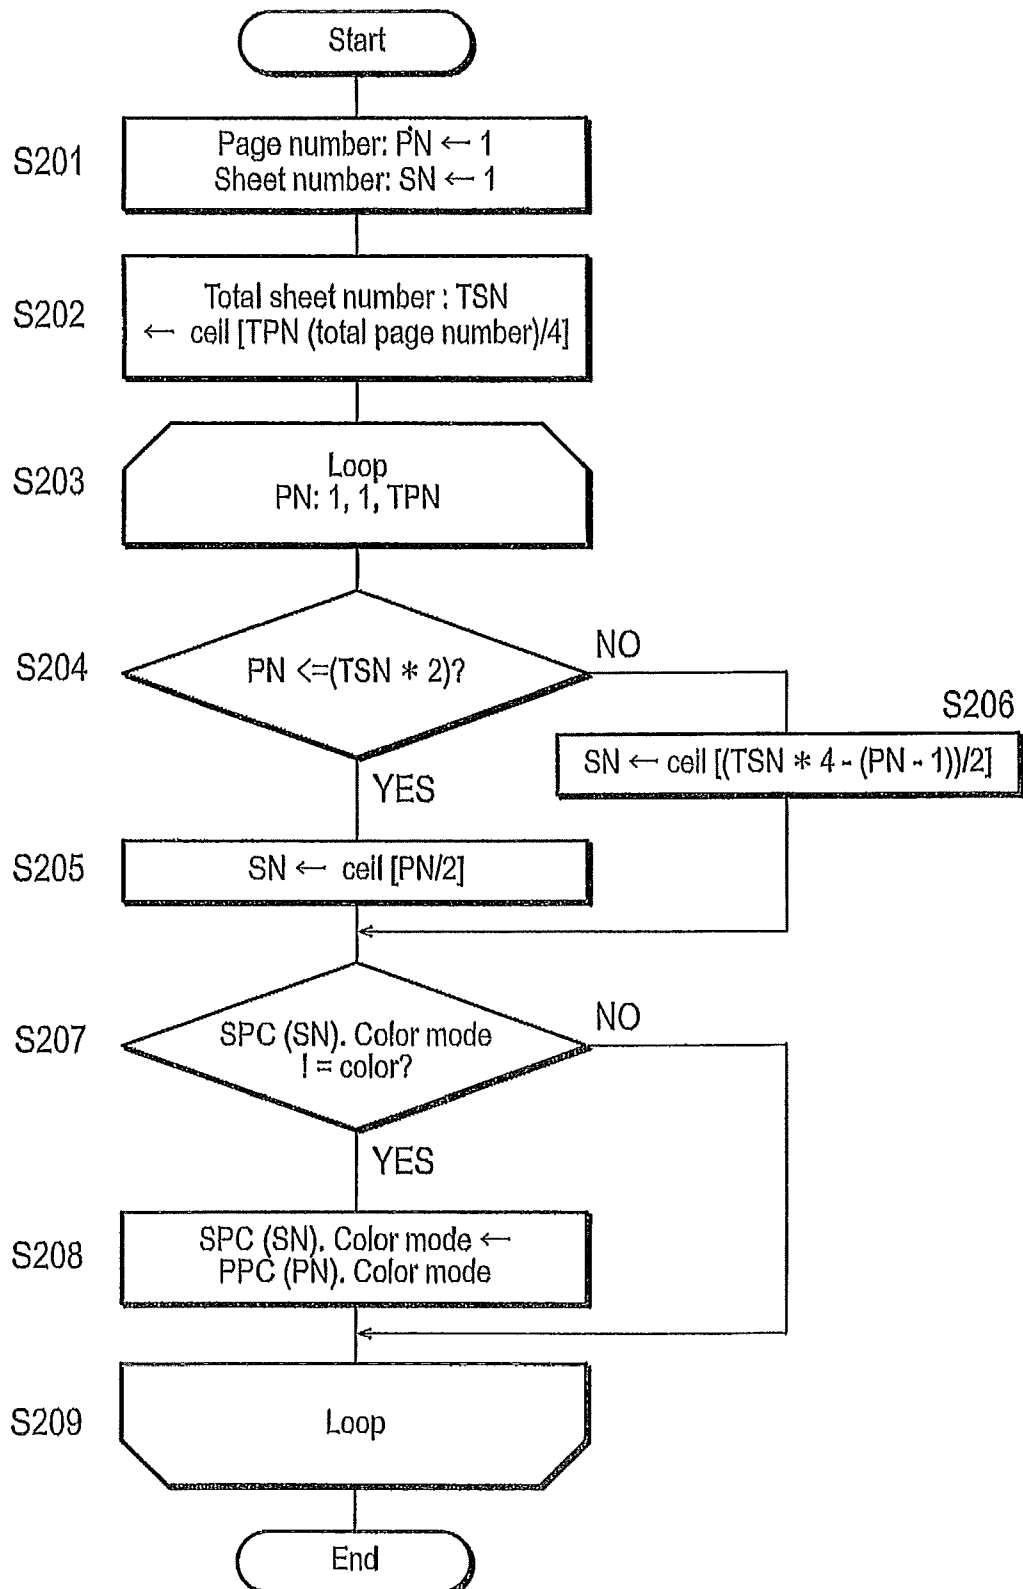 Start
S201
Page number: PN ← 1
Sheet number: SN ← 1
S202
Total sheet number : TSN
← ceil [TPN (total page number)/4]
S203
Loop
PN: 1, 1, TPN
S204
PN <=(TSN * 2)?
NO
YES
S206
SN ← ceil [(TSN * 4 - (PN - 1))/2]
S205
SN ← ceil [PN/2]
S207
SPC (SN). Color mode
! = color?
NO
YES
S208
SPC (SN). Color mode ←
PPC (PN). Color mode
S209
Loop
End